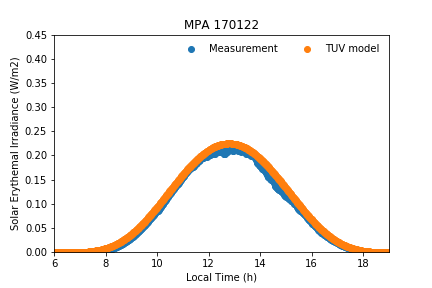 MPA 170122
Measurement
TUV model
Solar Erythemal Irradiance (W/m2)
0.45
0.40
0.35
0.30
0.25
0.20
0.15
0.10
0.05
0.00
6 8 10 12 14 16 18
Local Time (h)